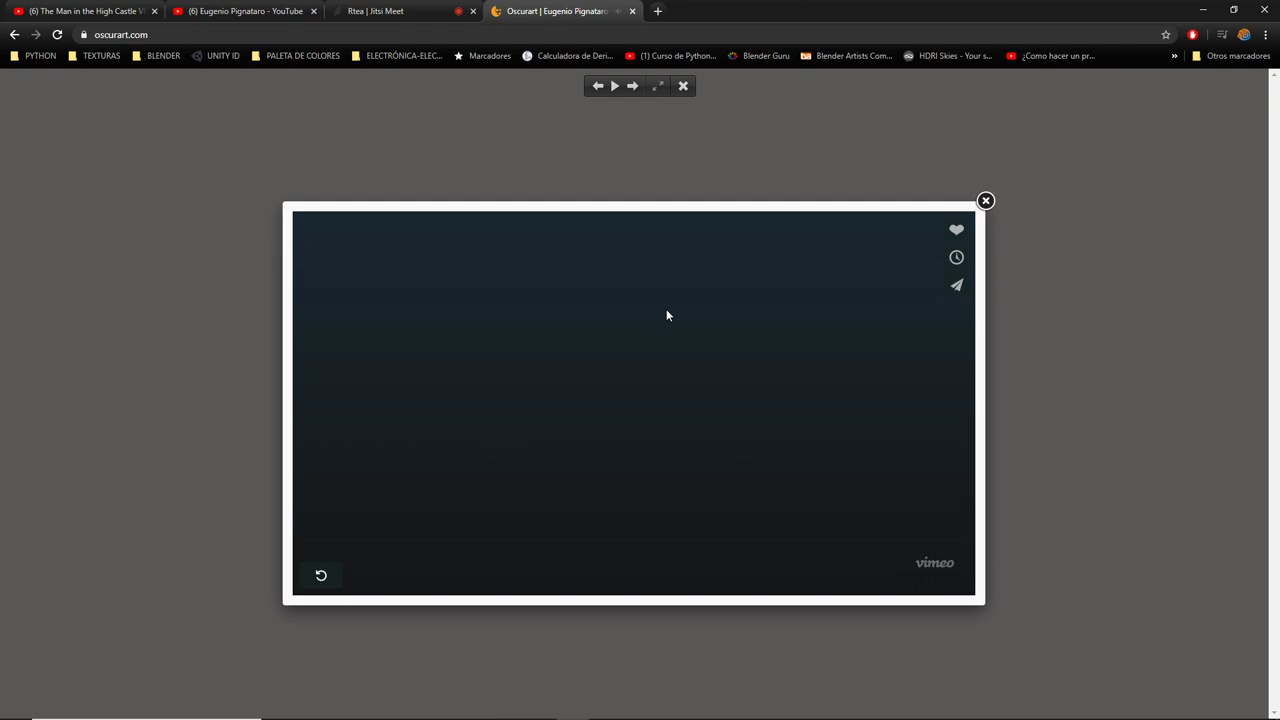 (6) The Man in the High Castle V
(6) Eugenio Pignataro - YouTube
Rtea | Jitsi Meet
Oscurart | Eugenio Pignataro
oscurart.com
PYTHON
TEXTURAS
BLENDER
UNITY ID
PALETA DE COLORES
ELECTRÓNICA-ELEC...
Marcadores
Calculadora de Deri...
(1) Curso de Python...
Blender Guru
Blender Artists Com...
HDRI Skies - Your s...
¿Como hacer un pr...
»
Otros marcadores
vimeo